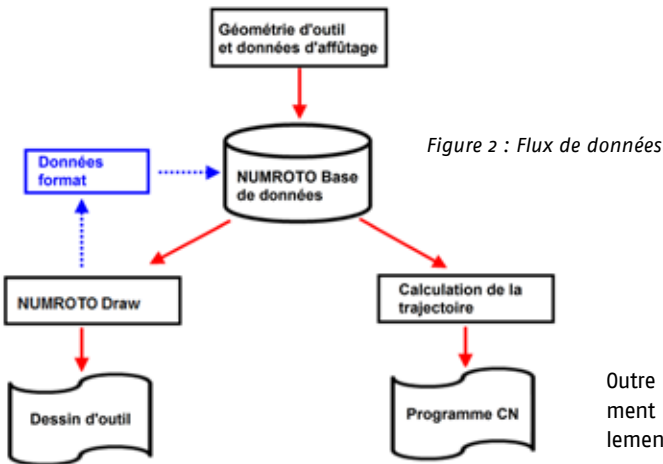 Géométrie d'outil
et données d'affûtage
Figure 2 : Flux de données
Données
format
NUMROTO Base
de données
NUMROTO Draw
Calculation de la
trajectoire
Dessin d'outil
Programme CN
Outre
ment
lemen